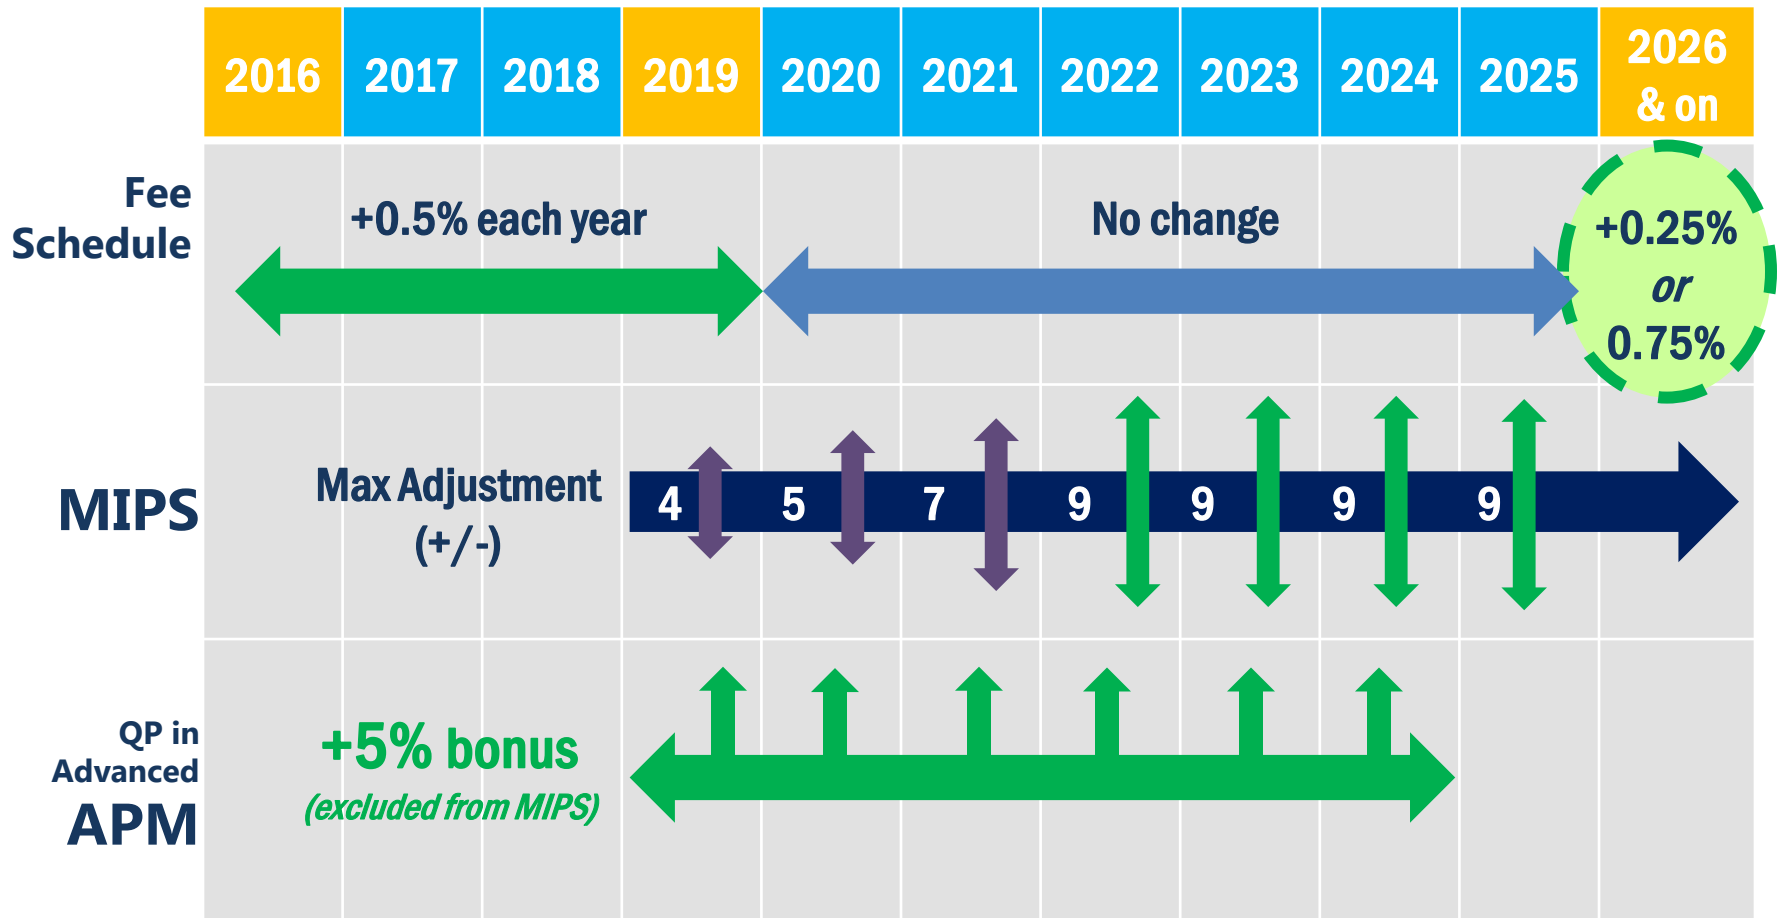 2016 2017 2018 2019 2020 2021 2022 2023 2024 2025 2026
& on
Fee
Schedule
+0.5% each year
No change
+0.25%
or
0.75%
MIPS
Max Adjustment
(+/-)
4 5 7 9 9 9 9
QP in
Advanced
APM
+5% bonus
(excluded from MIPS)